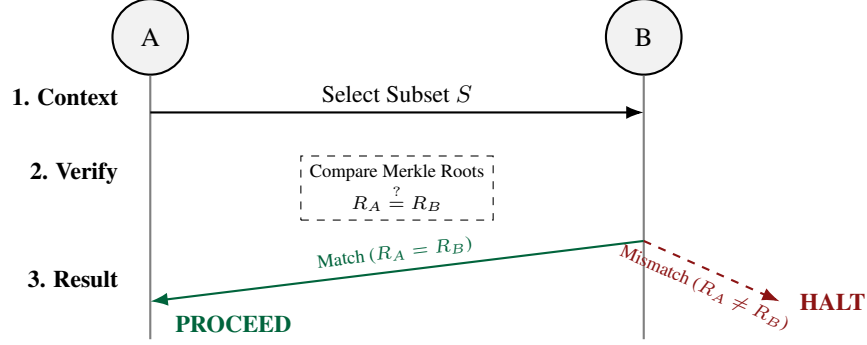 A
B
1. Context
Select Subset S
2. Verify
Compare Merkle Roots
R_A ≟ R_B
3. Result
Match (R_A = R_B)
Mismatch (R_A ≠ R_B)
PROCEED
HALT